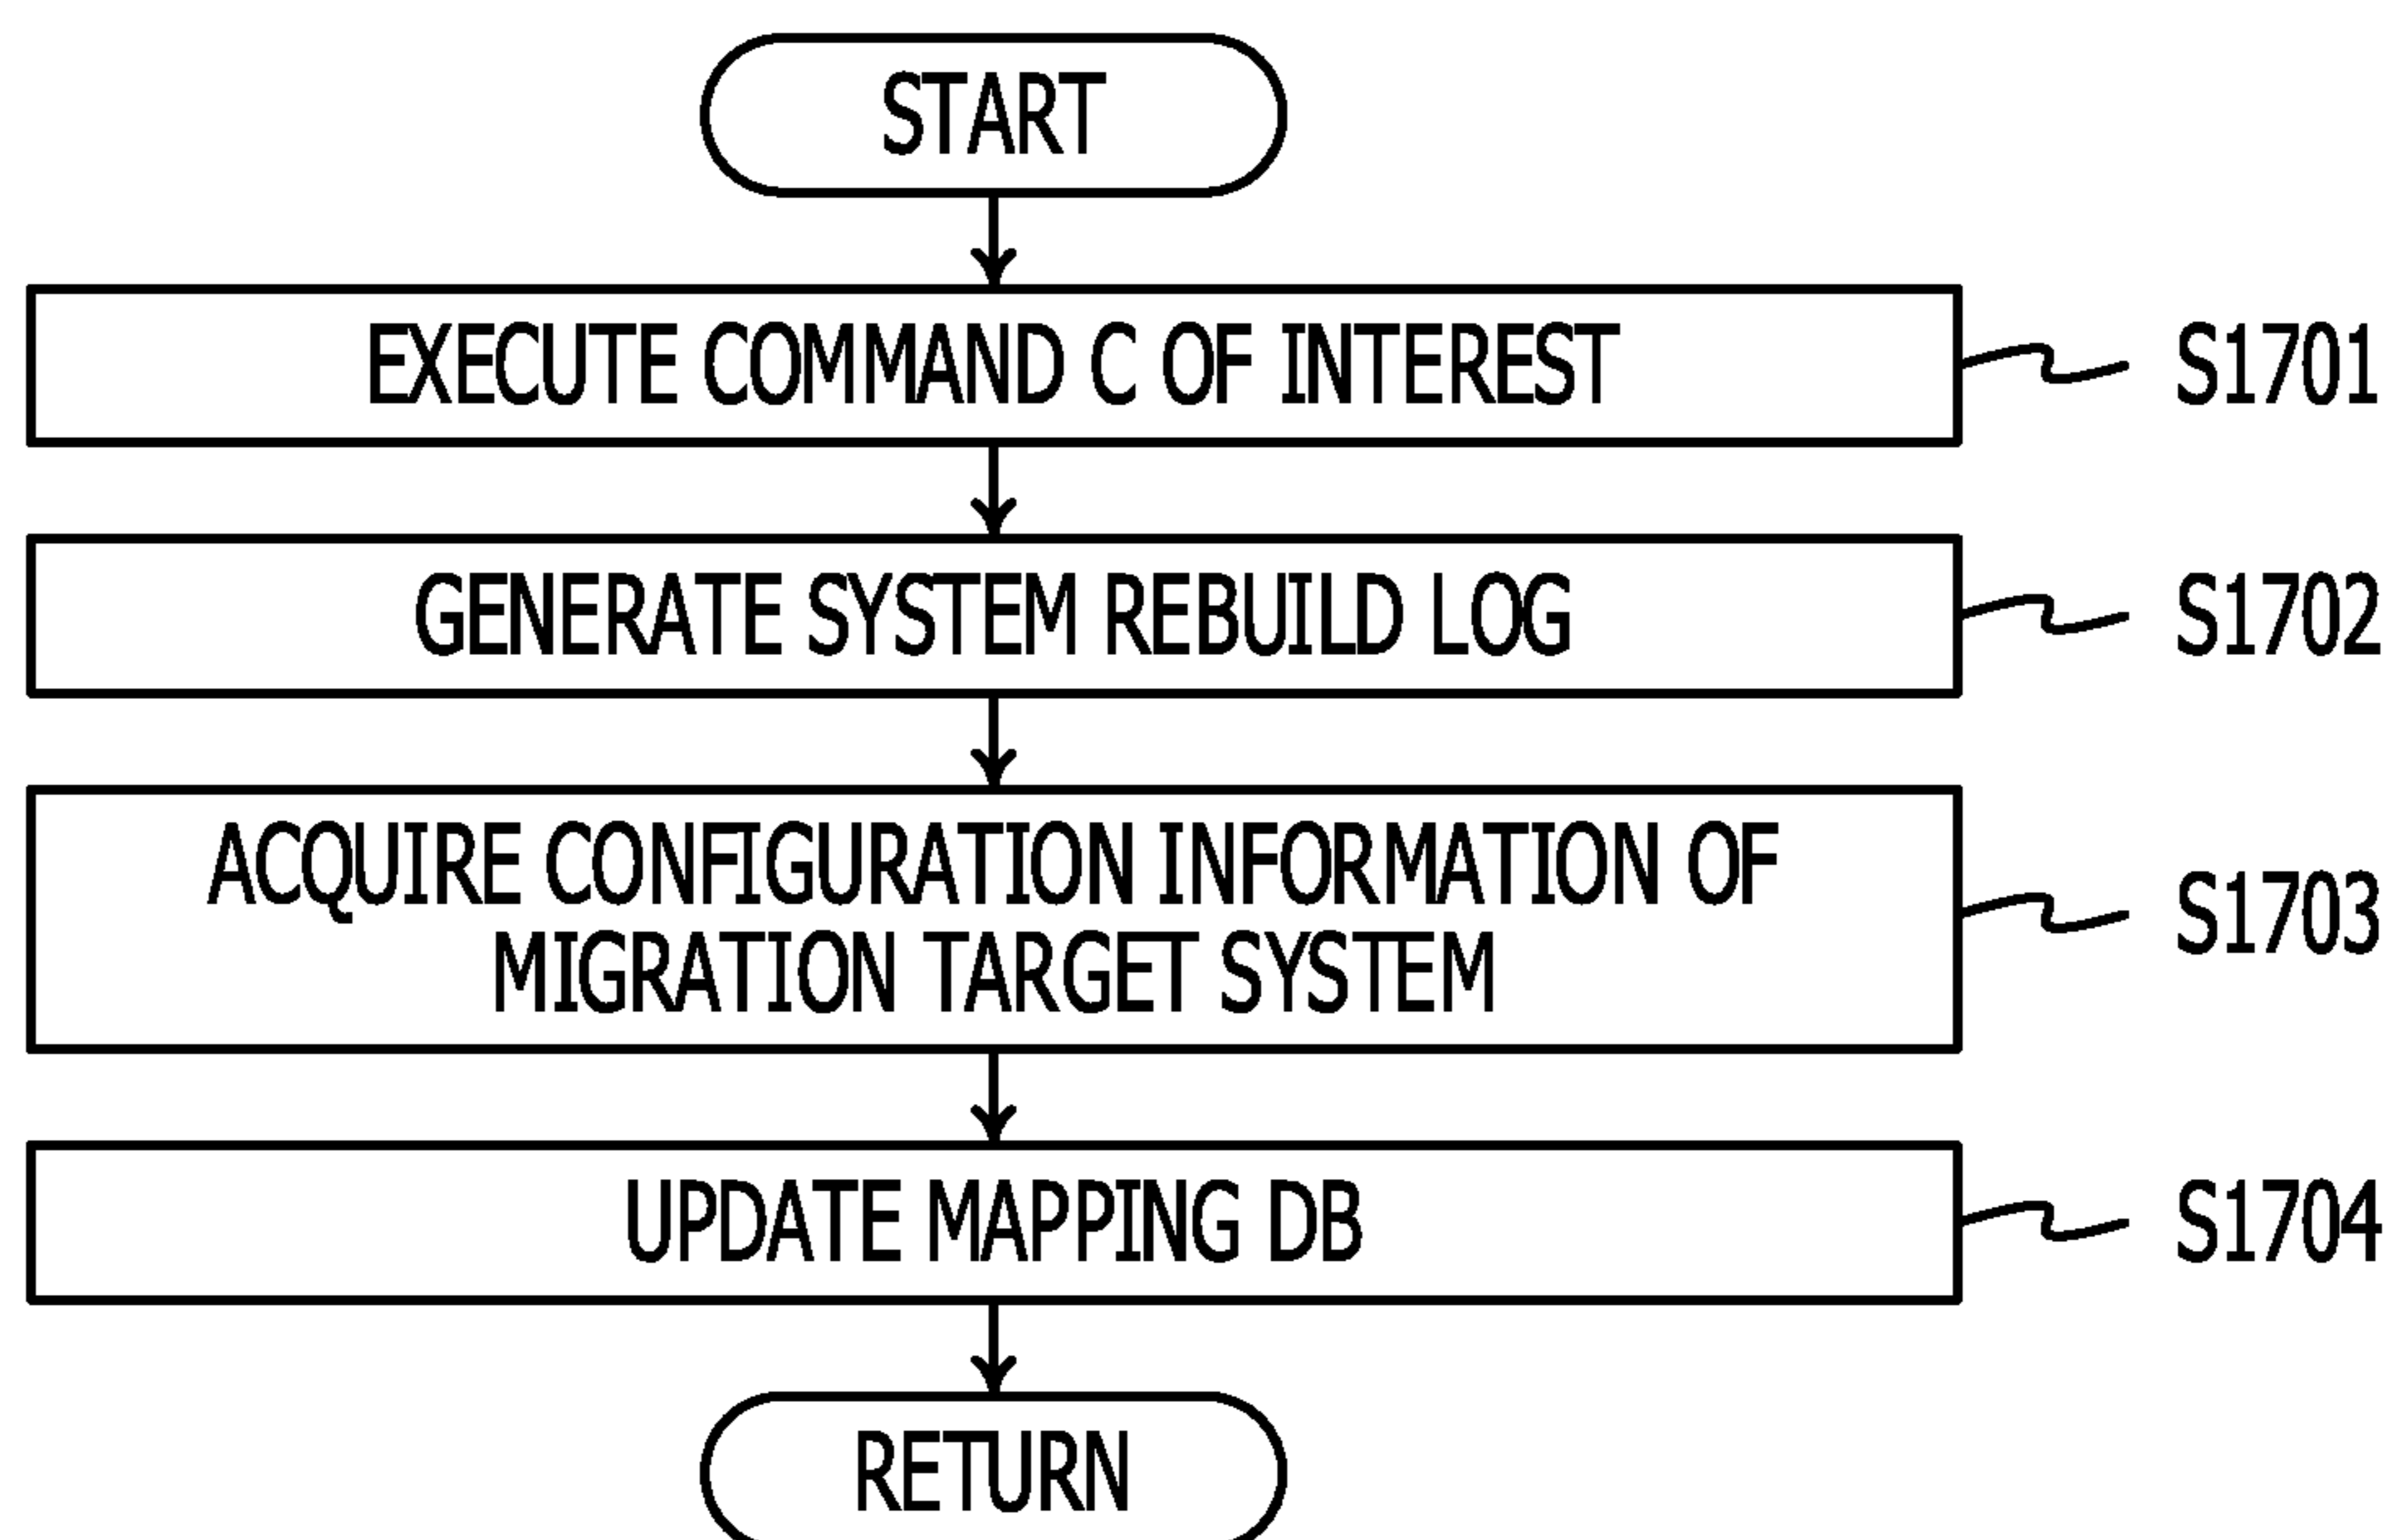 START
EXECUTE COMMAND C OF INTEREST
S1701
GENERATE SYSTEM REBUILD LOG
S1702
ACQUIRE CONFIGURATION INFORMATION OF
MIGRATION TARGET SYSTEM
S1703
UPDATE MAPPING DB
S1704
RETURN